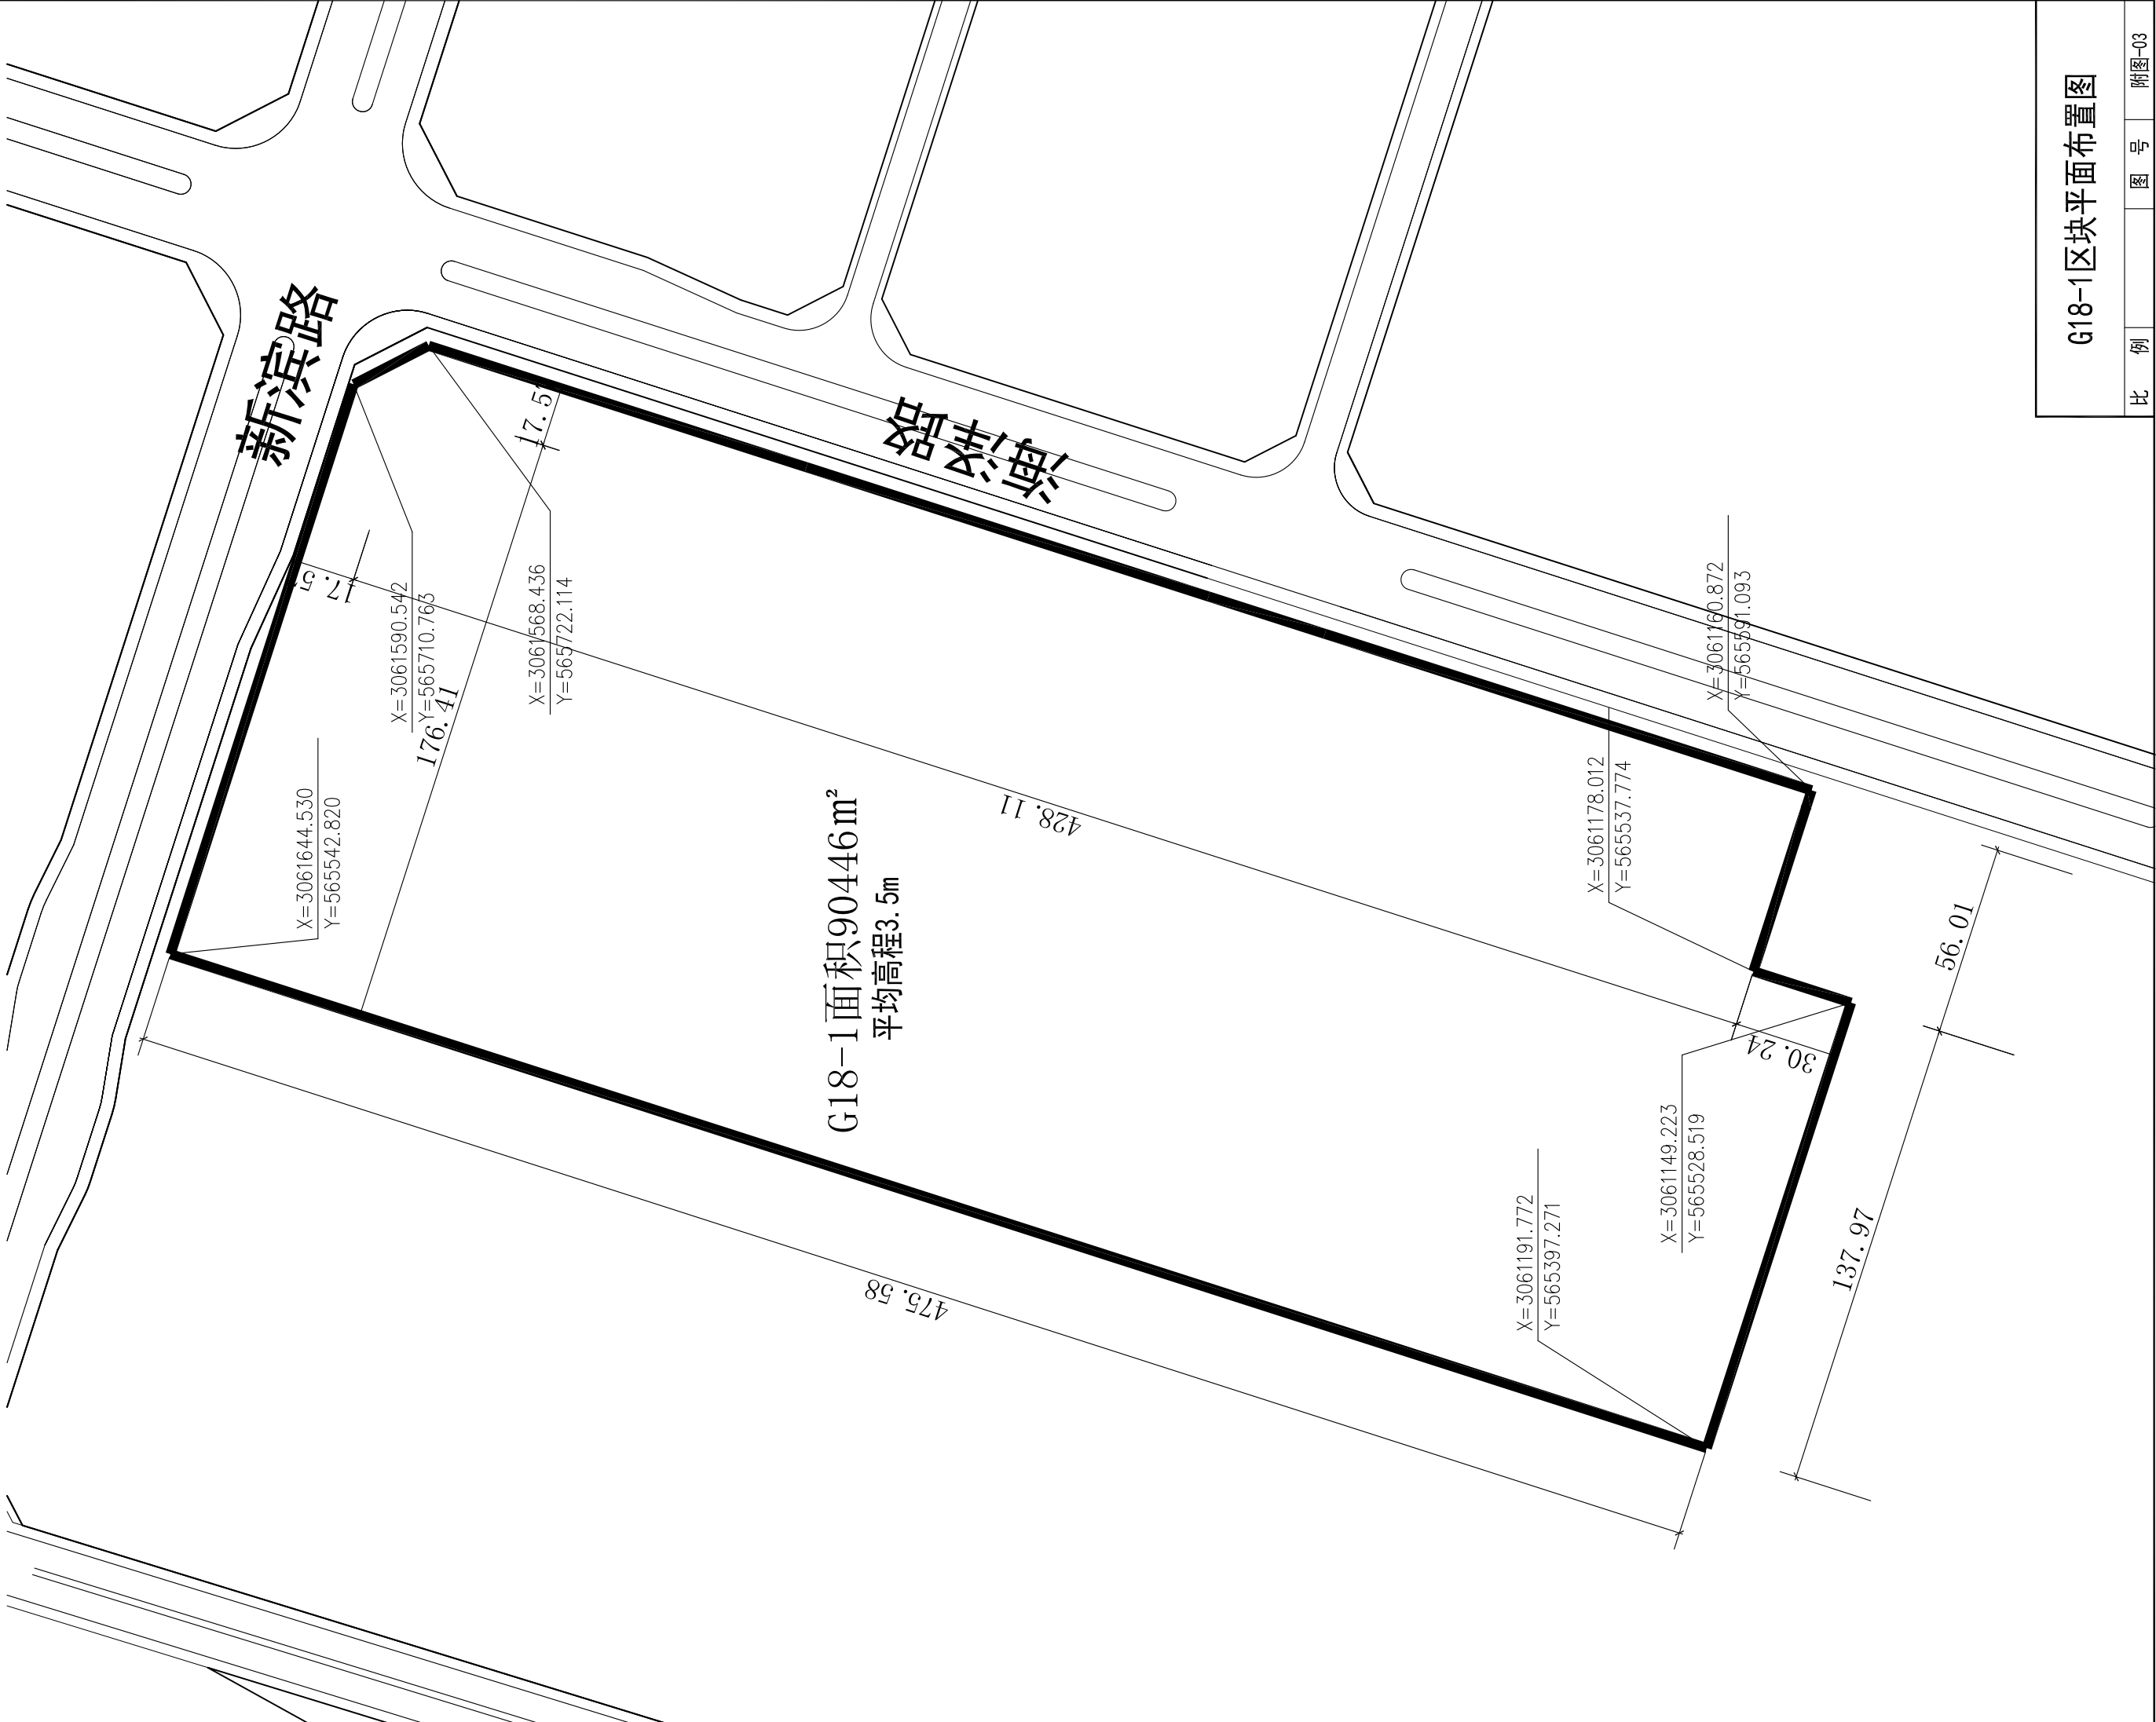 新滨路
海滨路
17.5
17.5
X=3061590.542
Y=565710.763
X=3061568.436
Y=565722.114
176.41
X=3061644.530
Y=565542.820
428.11
G18-1面积90446m²
平均高程3.5m
X=3061160.872
Y=565591.093
X=3061178.012
Y=565537.774
56.01
30.24
X=3061149.223
Y=565528.519
X=3061191.772
Y=565397.271
137.97
475.58
G18-1区块平面布置图
比 例
图 号
附图-03